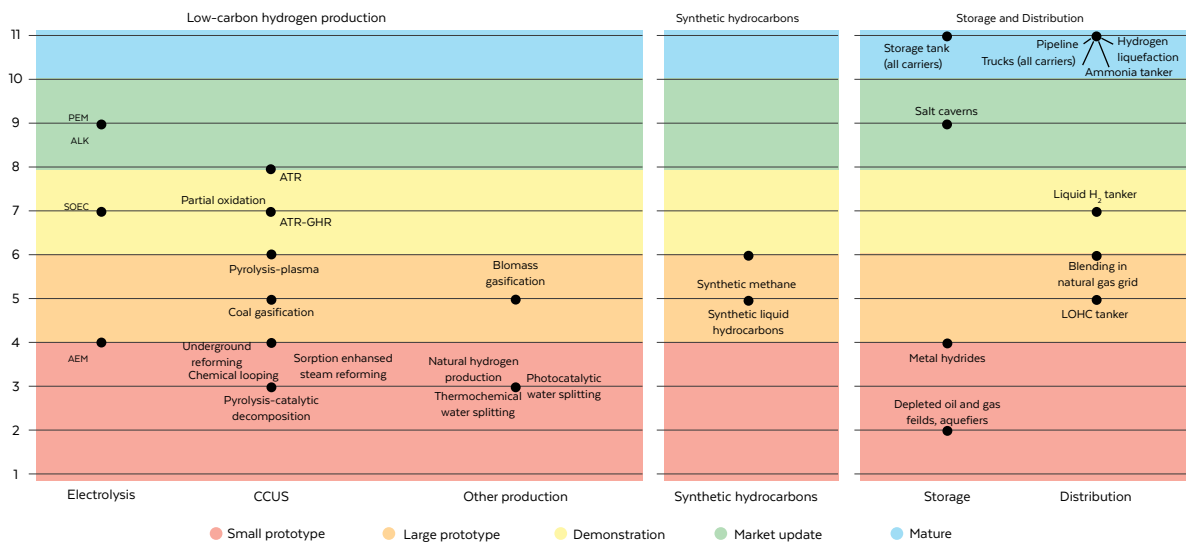 Low-carbon hydrogen production
Synthetic hydrocarbons
Storage and Distribution
11
10
9
8
7
6
5
4
3
2
1
PEM
ALK
SOEC
AEM
ATR
Partial oxidation
ATR-GHR
Pyrolysis-plasma
Coal gasification
Underground
reforming
Chemical looping
Sorption enhansed
steam reforming
Pyrolysis-catalytic
decomposition
Blomass
gasification
Natural hydrogen
production
Photocatalytic
water splitting
Thermochemical
water splitting
Synthetic methane
Synthetic liquid
hydrocarbons
Storage tank
(all carriers)
Salt caverns
Metal hydrides
Depleted oil and gas
feilds, aquefiers
Pipeline
Hydrogen
liquefaction
Trucks (all carriers)
Ammonia tanker
Liquid H2 tanker
Blending in
natural gas grid
LOHC tanker
Electrolysis
CCUS
Other production
Synthetic hydrocarbons
Storage
Distribution
Small prototype
Large prototype
Demonstration
Market update
Mature